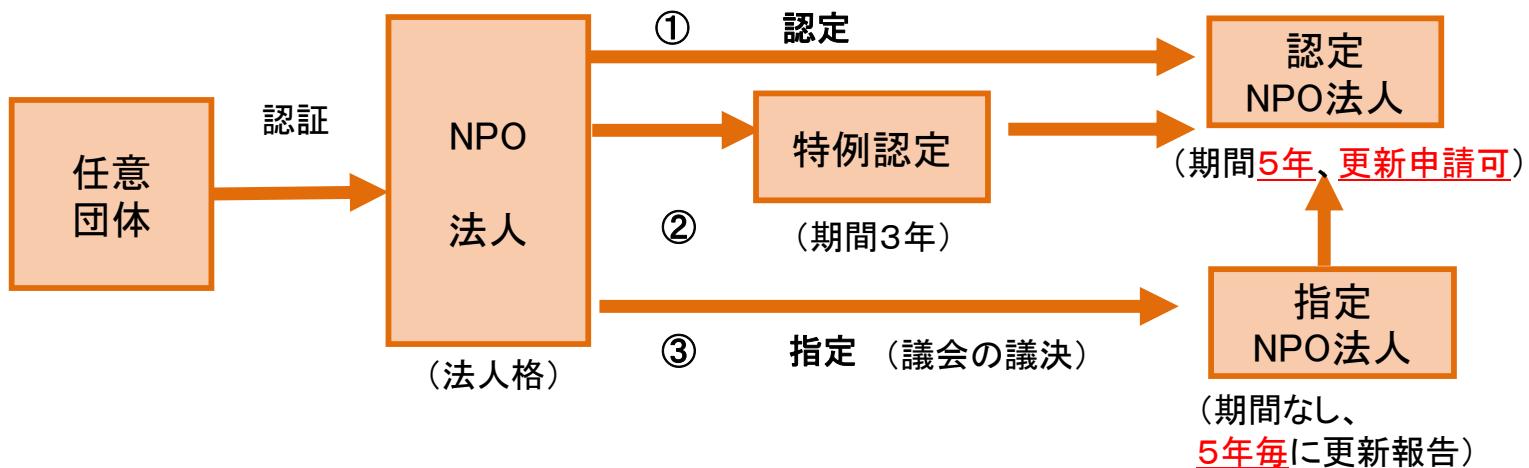 任意
団体
認証
NPO
法人
（法人格）
① 認定
②
特例認定
（期間３年）
③ 指定 （議会の議決）
認定
NPO法人
（期間5年、更新申請可）
指定
NPO法人
（期間なし、
５年毎に更新報告）